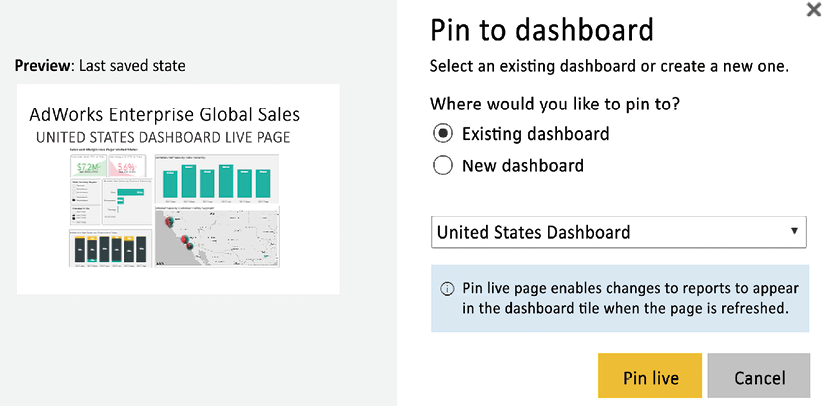 Preview: Last saved state
AdWorks Enterprise Global Sales
UNITED STATES DASHBOARD LIVE PAGE
Pin to dashboard
Select an existing dashboard or create a new one.
Where would you like to pin to?
Existing dashboard
New dashboard
United States Dashboard
Pin live page enables changes to reports to appear
in the dashboard tile when the page is refreshed.
Pin live
Cancel